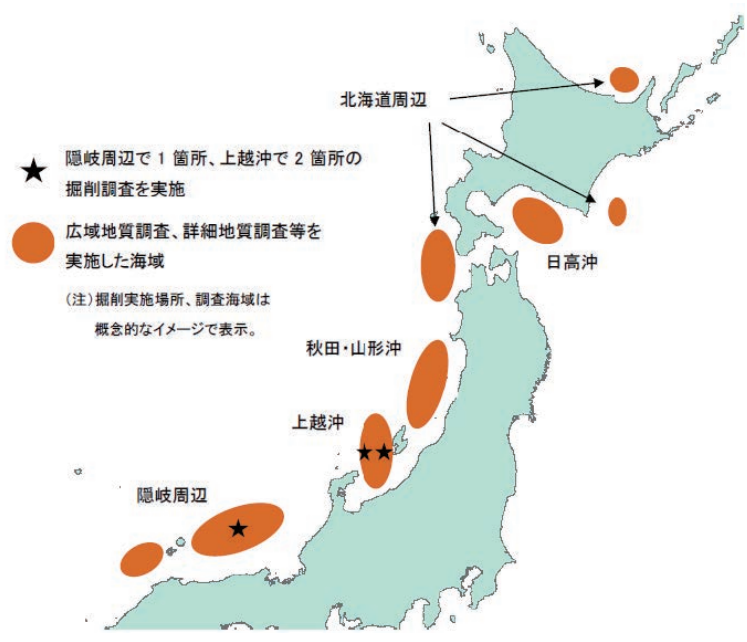 北海道周辺
隠岐周辺で 1 箇所、上越沖で 2 箇所の
掘削調査を実施
広域地質調査、詳細地質調査等を
実施した海域
（注）掘削実施場所、調査海域は
概念的なイメージで表示。
日高沖
秋田・山形沖
上越沖
隠岐周辺